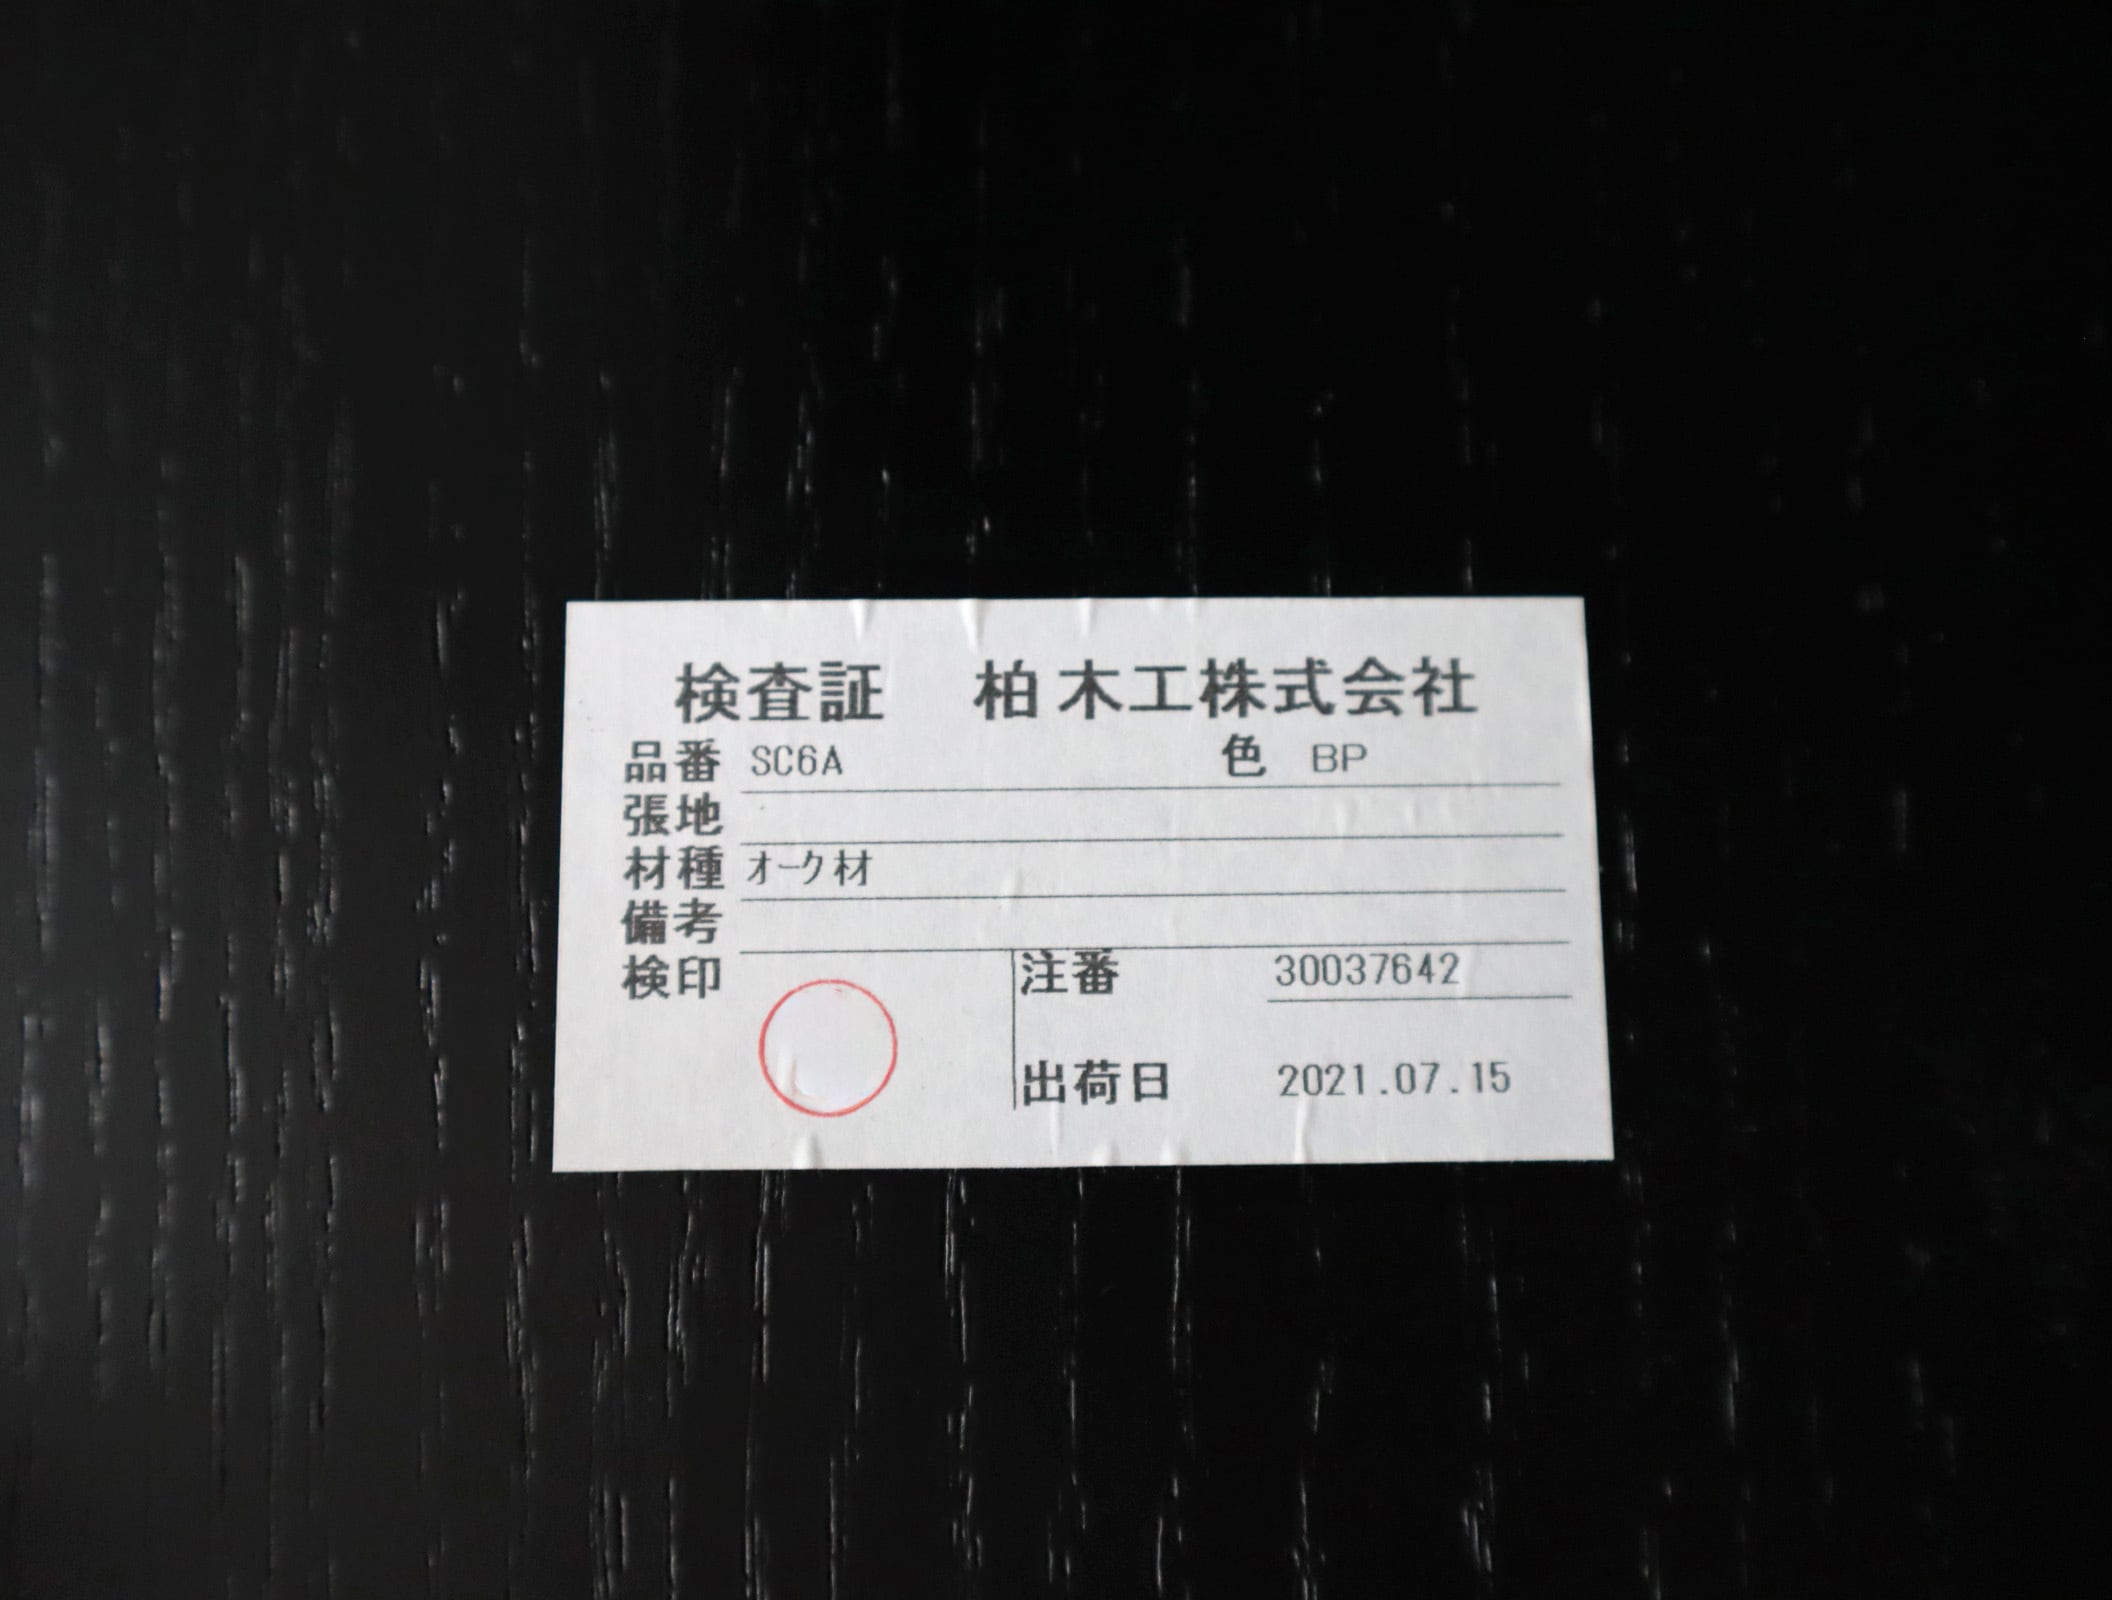 検査証 柏木工株式会社
品番 SC6A 色 BP
張地
材種 オーク材
備考
検印
注番 30037642
出荷日 2021.07.15